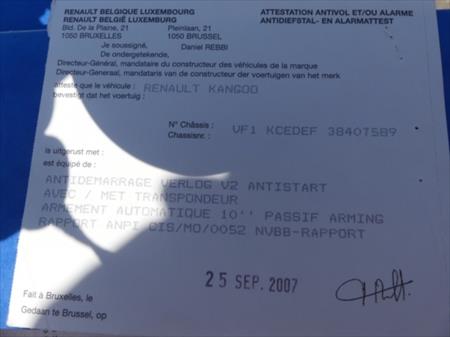 RENAULT BELGIQUE LUXEMBOURG
RENAULT BELGIË LUXEMBURG
Bld. De la Plaine, 21 Pleinlaan, 21
1050 BRUXELLES 1050 BRUSSEL
ATTESTATION ANTIVOL ET/OU ALARME
ANTIDIEFSTAL- EN ALARMATTEST
Je soussigné, Daniel REBBI
De ondergetekende,
Directeur-Général, mandataire du constructeur des véhicules de la marque
Directeur-Generaal, mandataris van de constructeur der voertuigen van het merk
atteste que le véhicule : RENAULT KANGOO
bevestigt dat het voertuig :
N° Châssis :
Chassisnr. : VF1 KCEDEF 38407589
is uitgerust met :
est équipé de :
ANTIDEMARRAGE VERLOG V2 ANTISTART
AVEC / MET TRANSPONDEUR
ARMEMENT AUTOMATIQUE 10'' PASSIF ARMING
RAPPORT ANPI CIS/MO/0052 NVBB-RAPPORT
25 SEP. 2007
Fait à Bruxelles, le
Gedaan te Brussel, op